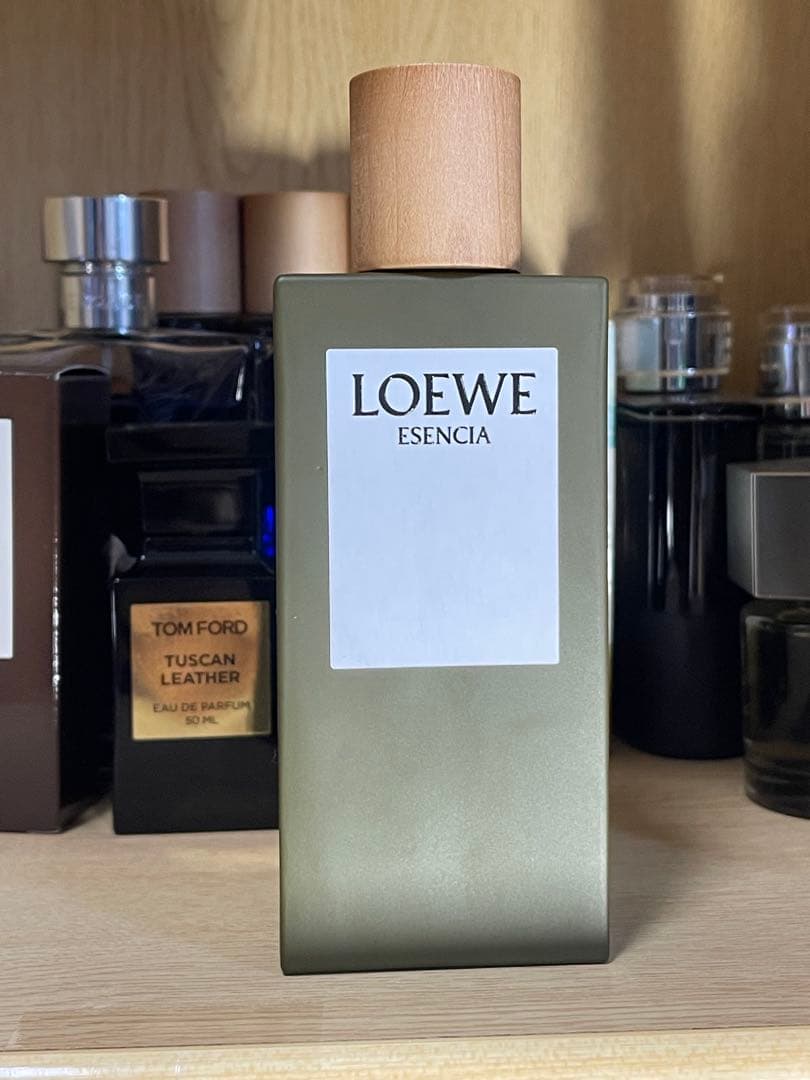 LOEWE
ESENCIA
TOM FORD
TUSCAN
LEATHER
EAU DE PARFUM
50 ML